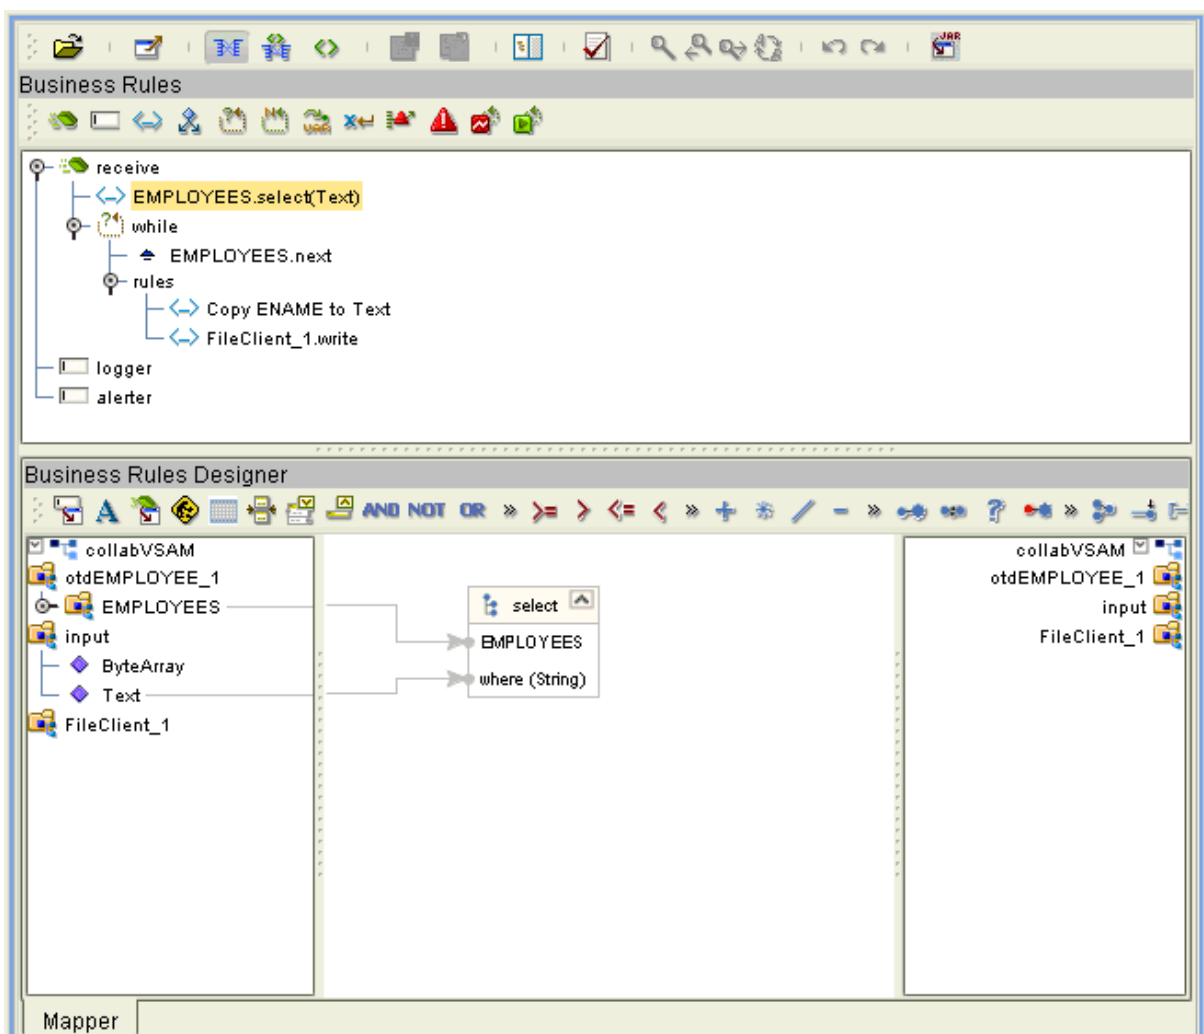 JAR
Business Rules
VAR
receive
EMPLOYEES.select(Text)
while
EMPLOYEES.next
rules
Copy ENAME to Text
FileClient_1.write
logger
alerter
Business Rules Designer
A AND NOT OR » >= > <= < » + * / - » ? »
collabVSAM
otdEMPLOYEE_1
EMPLOYEES
input
ByteArray
Text
FileClient_1
select
EMPLOYEES
where (String)
collabVSAM
otdEMPLOYEE_1
input
FileClient_1
Mapper